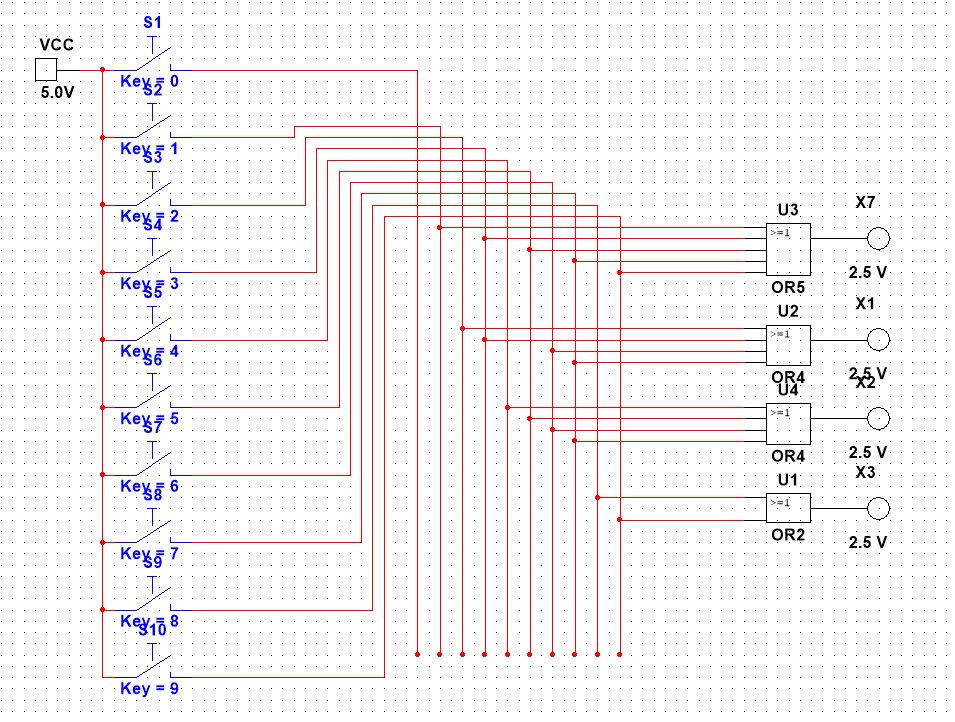 S1
VCC
Key = 0
5.0V
S2
Key = 1
S3
Key = 2
S4
Key = 3
S5
Key = 4
S6
Key = 5
S7
Key = 6
S8
Key = 7
S9
Key = 8
S10
Key = 9
U3
X7
>=1
2.5 V
OR5
U2
X1
>=1
2.5 V
OR4
U4
X2
>=1
2.5 V
OR4
U1
X3
>=1
2.5 V
OR2